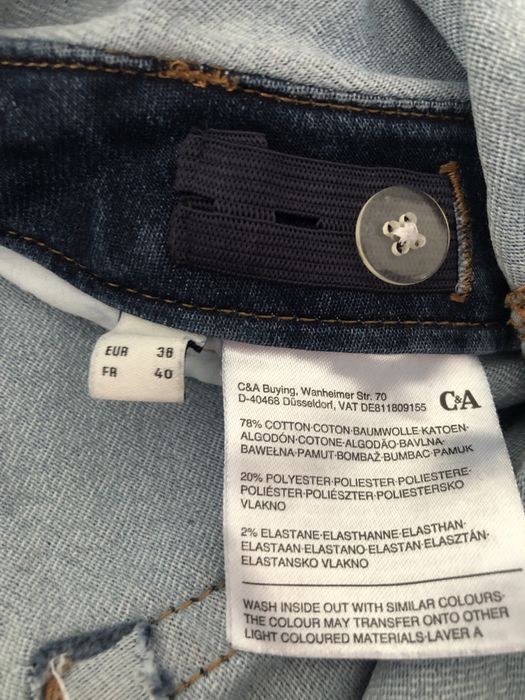 EUR 38
FR 40
C&A Buying, Wanheimer Str. 70
D-40468 Düsseldorf, VAT DE811809155
C&A
78% COTTON·COTON·BAUMWOLLE·KATOEN·
ALGODÓN·COTONE·ALGODÃO·BAVLNA·
BAWEŁNA·PAMUT·BOMBAŽ·BUMBAC·PAMUK
20% POLYESTER·POLIESTER·POLIESTERE·
POLIÉSTER·POLIÉSZTER·POLIESTERSKO
VLAKNO
2% ELASTANE·ELASTHANNE·ELASTHAN·
ELASTAAN·ELASTANO·ELASTAN·ELASZTÁN·
ELASTANSKO VLAKNO
WASH INSIDE OUT WITH SIMILAR COLOURS·
THE COLOUR MAY TRANSFER ONTO OTHER
LIGHT COLOURED MATERIALS·LAVER A